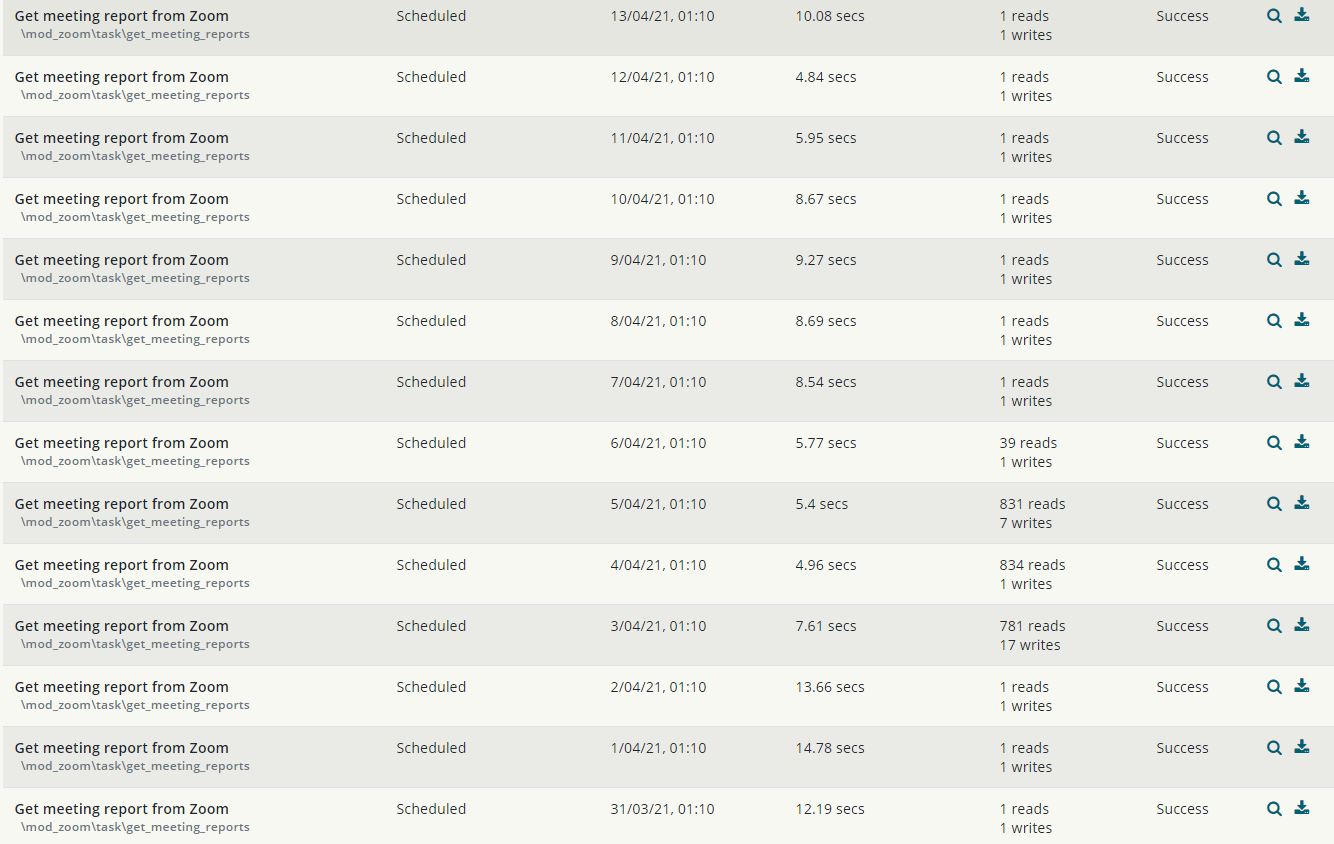 Get meeting report from Zoom Scheduled 13/04/21, 01:10 10.08 secs 1 reads Success
\mod_zoom\task\get_meeting_reports 1 writes
Get meeting report from Zoom Scheduled 12/04/21, 01:10 4.84 secs 1 reads Success
\mod_zoom\task\get_meeting_reports 1 writes
Get meeting report from Zoom Scheduled 11/04/21, 01:10 5.95 secs 1 reads Success
\mod_zoom\task\get_meeting_reports 1 writes
Get meeting report from Zoom Scheduled 10/04/21, 01:10 8.67 secs 1 reads Success
\mod_zoom\task\get_meeting_reports 1 writes
Get meeting report from Zoom Scheduled 9/04/21, 01:10 9.27 secs 1 reads Success
\mod_zoom\task\get_meeting_reports 1 writes
Get meeting report from Zoom Scheduled 8/04/21, 01:10 8.69 secs 1 reads Success
\mod_zoom\task\get_meeting_reports 1 writes
Get meeting report from Zoom Scheduled 7/04/21, 01:10 8.54 secs 1 reads Success
\mod_zoom\task\get_meeting_reports 1 writes
Get meeting report from Zoom Scheduled 6/04/21, 01:10 5.77 secs 39 reads Success
\mod_zoom\task\get_meeting_reports 1 writes
Get meeting report from Zoom Scheduled 5/04/21, 01:10 5.4 secs 831 reads Success
\mod_zoom\task\get_meeting_reports 7 writes
Get meeting report from Zoom Scheduled 4/04/21, 01:10 4.96 secs 834 reads Success
\mod_zoom\task\get_meeting_reports 1 writes
Get meeting report from Zoom Scheduled 3/04/21, 01:10 7.61 secs 781 reads Success
\mod_zoom\task\get_meeting_reports 17 writes
Get meeting report from Zoom Scheduled 2/04/21, 01:10 13.66 secs 1 reads Success
\mod_zoom\task\get_meeting_reports 1 writes
Get meeting report from Zoom Scheduled 1/04/21, 01:10 14.78 secs 1 reads Success
\mod_zoom\task\get_meeting_reports 1 writes
Get meeting report from Zoom Scheduled 31/03/21, 01:10 12.19 secs 1 reads Success
\mod_zoom\task\get_meeting_reports 1 writes